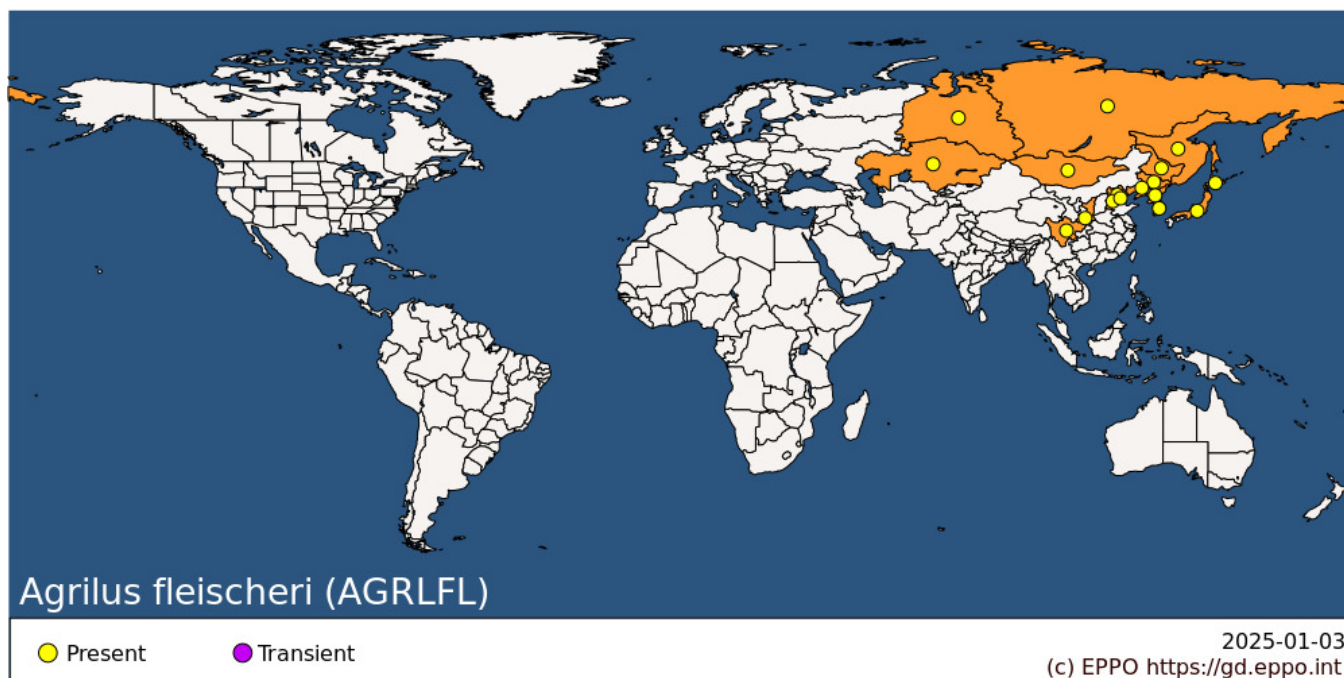 Agrilus fleischeri (AGRLFL)
Present
Transient
2025-01-03
(c) EPPO https://gd.eppo.int